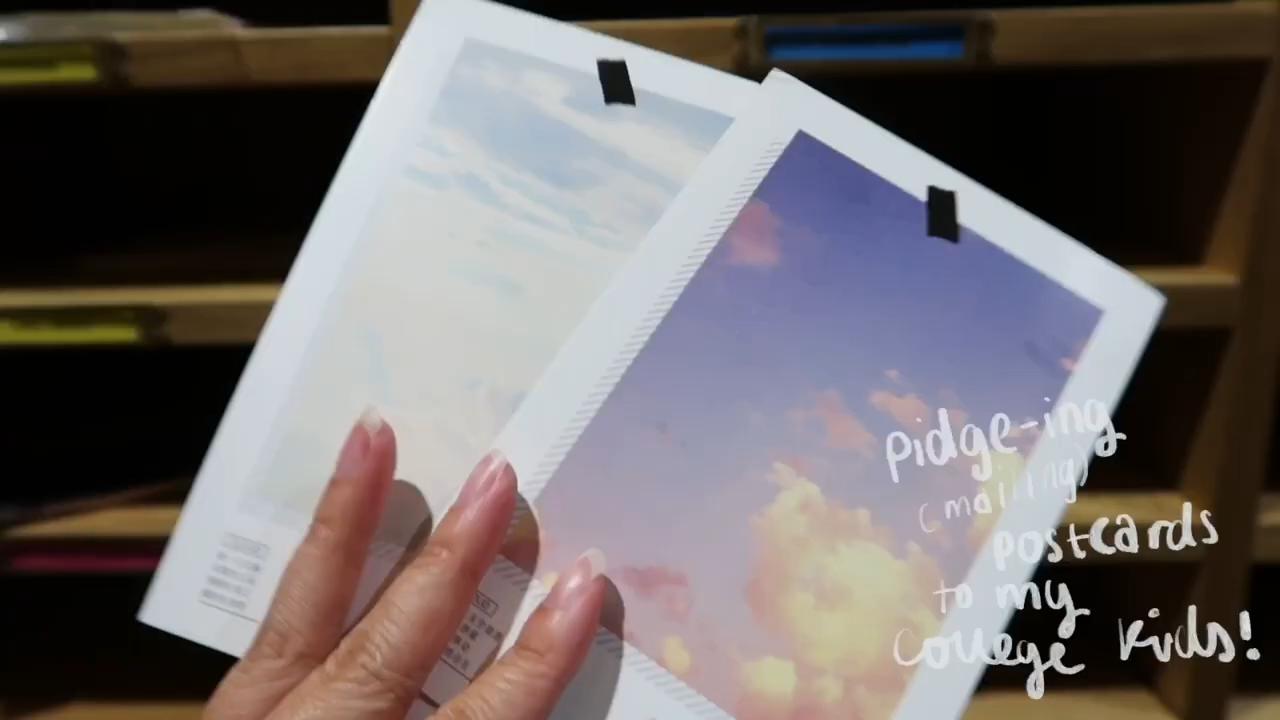 pidge-ing
(mailing)
postcards
to my
college kids!